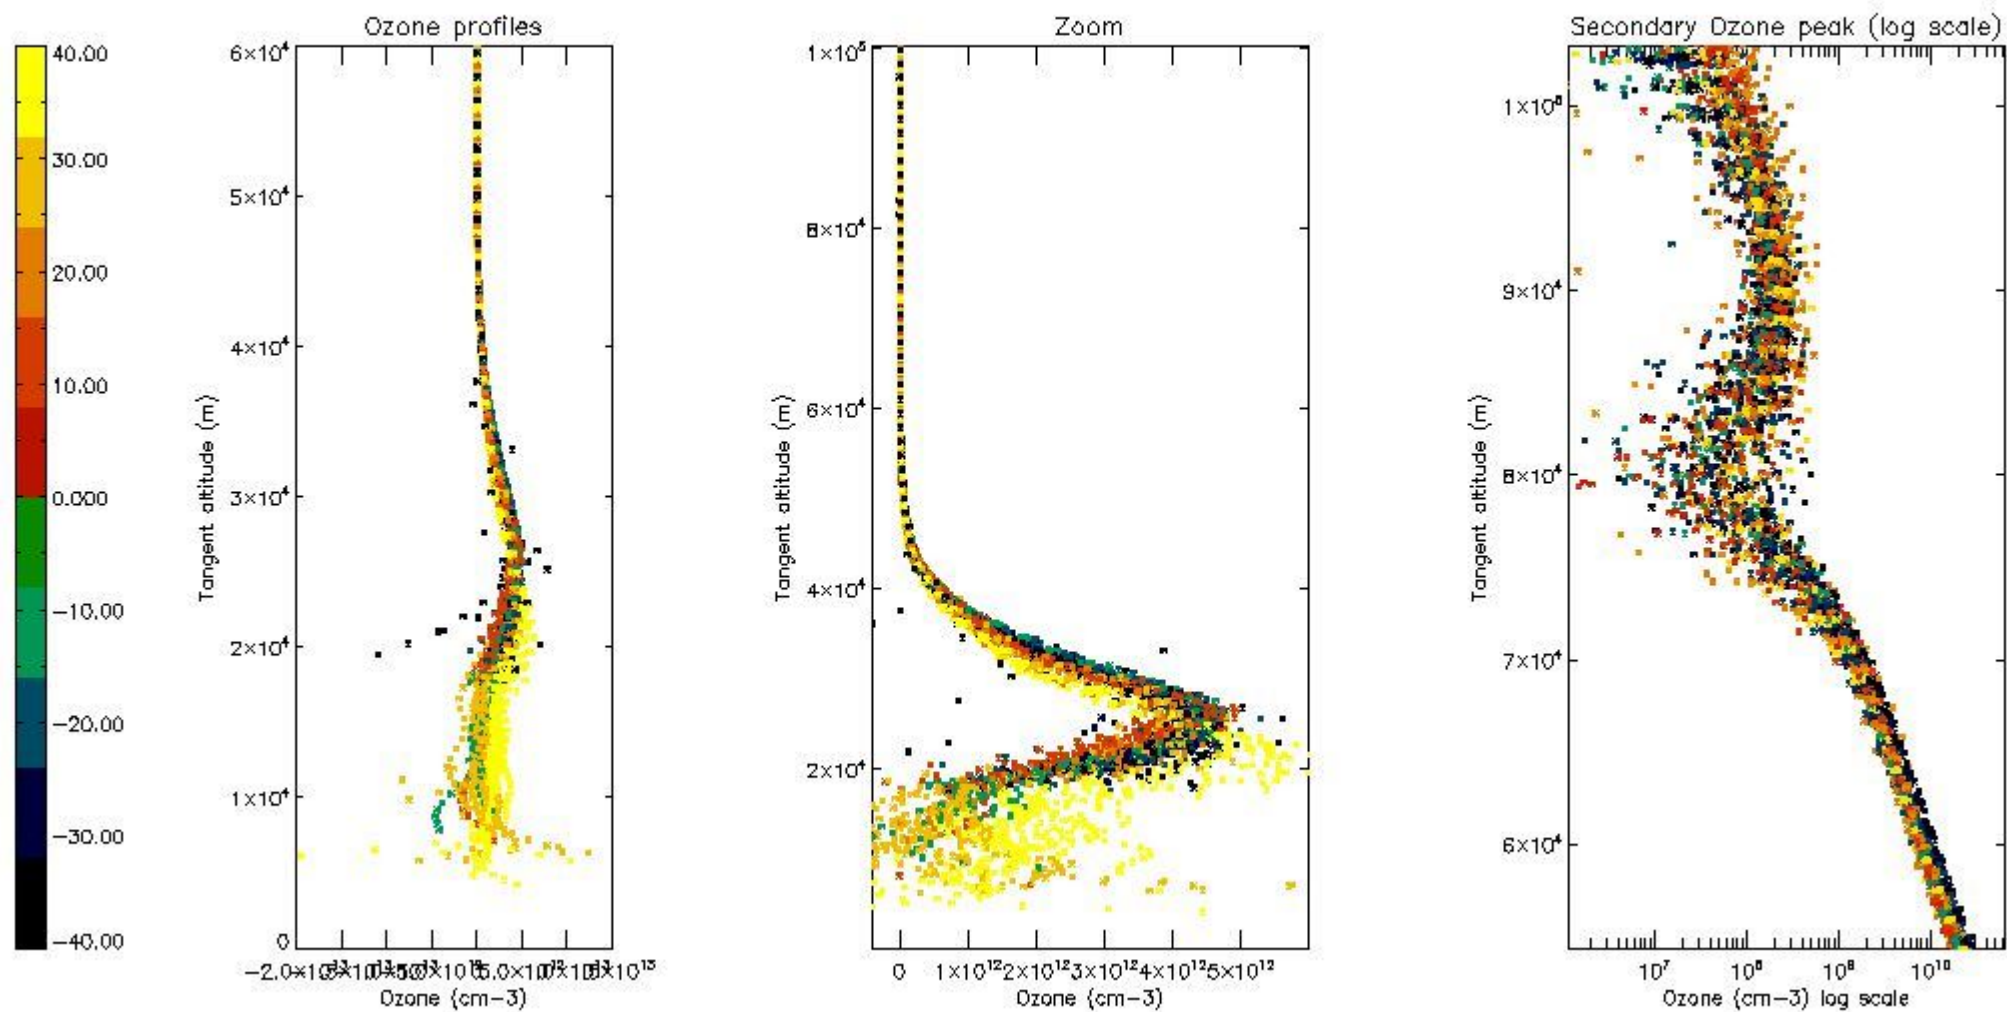 Ozone profiles
Zoom
Secondary Ozone peak (log scale)
40.00
30.00
20.00
10.00
0.000
-10.00
-20.00
-30.00
-40.00
6×10⁴
5×10⁴
4×10⁴
3×10⁴
2×10⁴
1×10⁴
0
Tangent altitude (m)
Ozone (cm-3)
1×10⁵
8×10⁴
6×10⁴
4×10⁴
2×10⁴
Tangent altitude (m)
0 1×10¹² 2×10¹² 3×10¹² 4×10¹² 5×10¹²
Ozone (cm-3)
1×10⁵
9×10⁴
8×10⁴
7×10⁴
6×10⁴
Tangent altitude (m)
10⁷ 10⁸ 10⁹ 10¹⁰
Ozone (cm-3) log scale